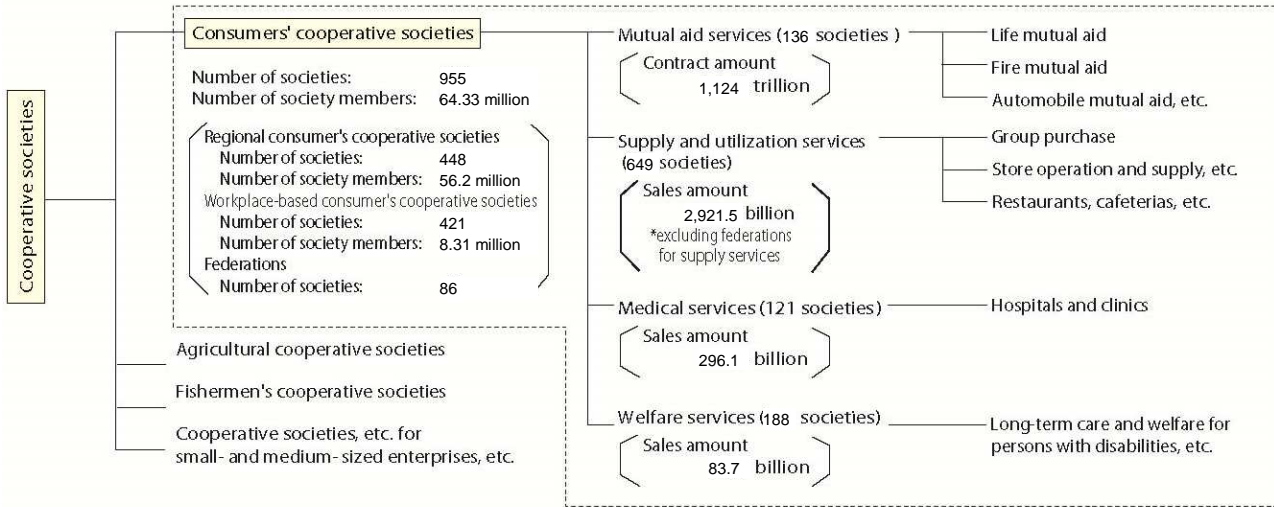 Cooperative societies
Consumers' cooperative societies
Number of societies: 955
Number of society members: 64.33 million
Regional consumer's cooperative societies
Number of societies: 448
Number of society members: 56.2 million
Workplace-based consumer's cooperative societies
Number of societies: 421
Number of society members: 8.31 million
Federations
Number of societies: 86
Agricultural cooperative societies
Fishermen's cooperative societies
Cooperative societies, etc. for
small- and medium- sized enterprises, etc.
Mutual aid services (136 societies )
Contract amount
1,124 trillion
Life mutual aid
Fire mutual aid
Automobile mutual aid, etc.
Supply and utilization services
(649 societies)
Sales amount
2,921.5 billion
*excluding federations
for supply services
Group purchase
Store operation and supply, etc.
Restaurants, cafeterias, etc.
Medical services (121 societies)
Sales amount
296.1 billion
Hospitals and clinics
Welfare services (188 societies)
Sales amount
83.7 billion
Long-term care and welfare for
persons with disabilities, etc.